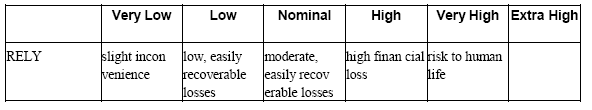 Very Low Low Nominal High Very High Extra High
RELY slight incon low, easily moderate, high finan cial risk to human
venience recoverable easily recov loss life
losses erable losses